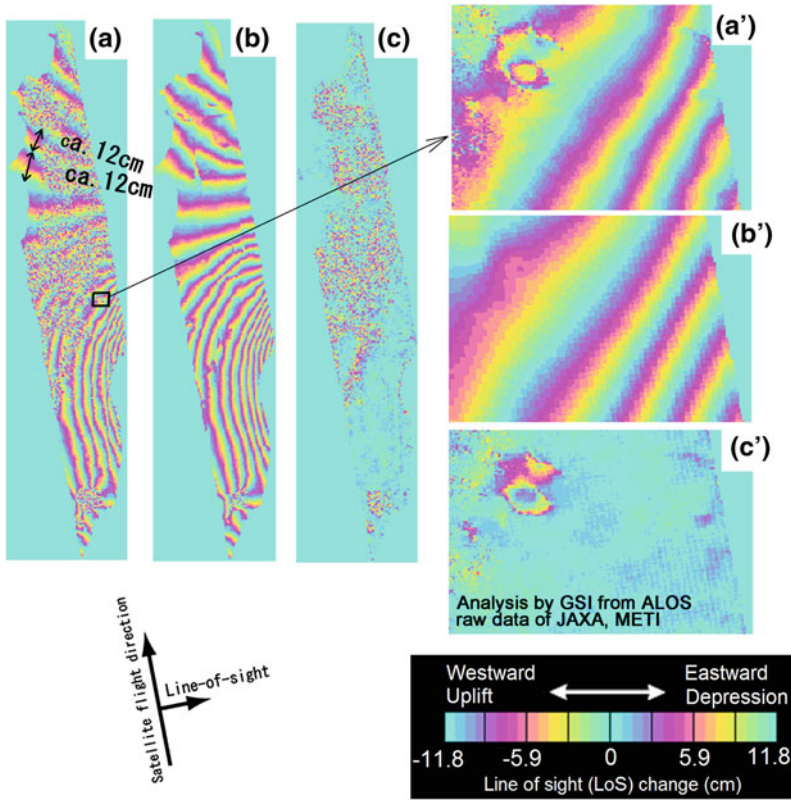 (a)
(b)
(c)
(a')
ca. 12cm
ca. 12cm
(b')
(c')
Analysis by GSI from ALOS
raw data of JAXA, METI
Satellite flight direction
Line-of-sight
Westward
Uplift
Eastward
Depression
-11.8 -5.9 0 5.9 11.8
Line of sight (LoS) change (cm)